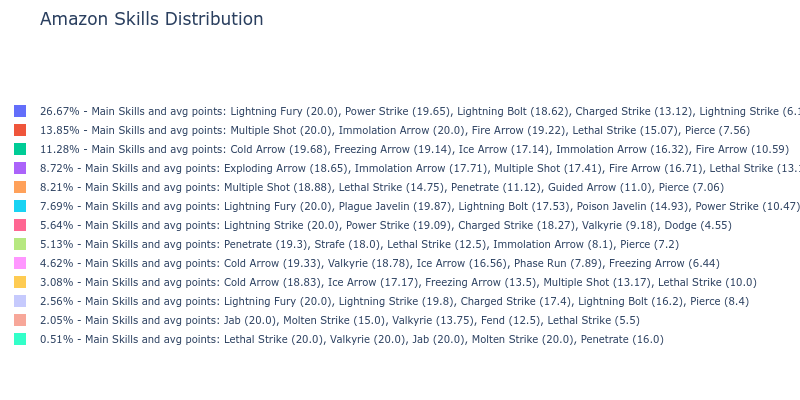 Amazon Skills Distribution
26.67% - Main Skills and avg points: Lightning Fury (20.0), Power Strike (19.65), Lightning Bolt (18.62), Charged Strike (13.12), Lightning Strike
13.85% - Main Skills and avg points: Multiple Shot (20.0), Immolation Arrow (20.0), Fire Arrow (19.22), Lethal Strike (15.07), Pierce (7.56)
11.28% - Main Skills and avg points: Cold Arrow (19.68), Freezing Arrow (19.14), Ice Arrow (17.14), Immolation Arrow (16.32), Fire Arrow (10.59)
8.72% - Main Skills and avg points: Exploding Arrow (18.65), Immolation Arrow (17.71), Multiple Shot (17.41), Fire Arrow (16.71), Lethal Strike
8.21% - Main Skills and avg points: Multiple Shot (18.88), Lethal Strike (14.75), Penetrate (11.12), Guided Arrow (11.0), Pierce (7.06)
7.69% - Main Skills and avg points: Lightning Fury (20.0), Plague Javelin (19.87), Lightning Bolt (17.53), Poison Javelin (14.93), Power Strike (10.47)
5.64% - Main Skills and avg points: Lightning Strike (20.0), Power Strike (19.09), Charged Strike (18.27), Valkyrie (9.18), Dodge (4.55)
5.13% - Main Skills and avg points: Penetrate (19.3), Strafe (18.0), Lethal Strike (12.5), Immolation Arrow (8.1), Pierce (7.2)
4.62% - Main Skills and avg points: Cold Arrow (19.33), Valkyrie (18.78), Ice Arrow (16.56), Phase Run (7.89), Freezing Arrow (6.44)
3.08% - Main Skills and avg points: Cold Arrow (18.83), Ice Arrow (17.17), Freezing Arrow (13.5), Multiple Shot (13.17), Lethal Strike (10.0)
2.56% - Main Skills and avg points: Lightning Fury (20.0), Lightning Strike (19.8), Charged Strike (17.4), Lightning Bolt (16.2), Pierce (8.4)
2.05% - Main Skills and avg points: Jab (20.0), Molten Strike (15.0), Valkyrie (13.75), Fend (12.5), Lethal Strike (5.5)
0.51% - Main Skills and avg points: Lethal Strike (20.0), Valkyrie (20.0), Jab (20.0), Molten Strike (20.0), Penetrate (16.0)